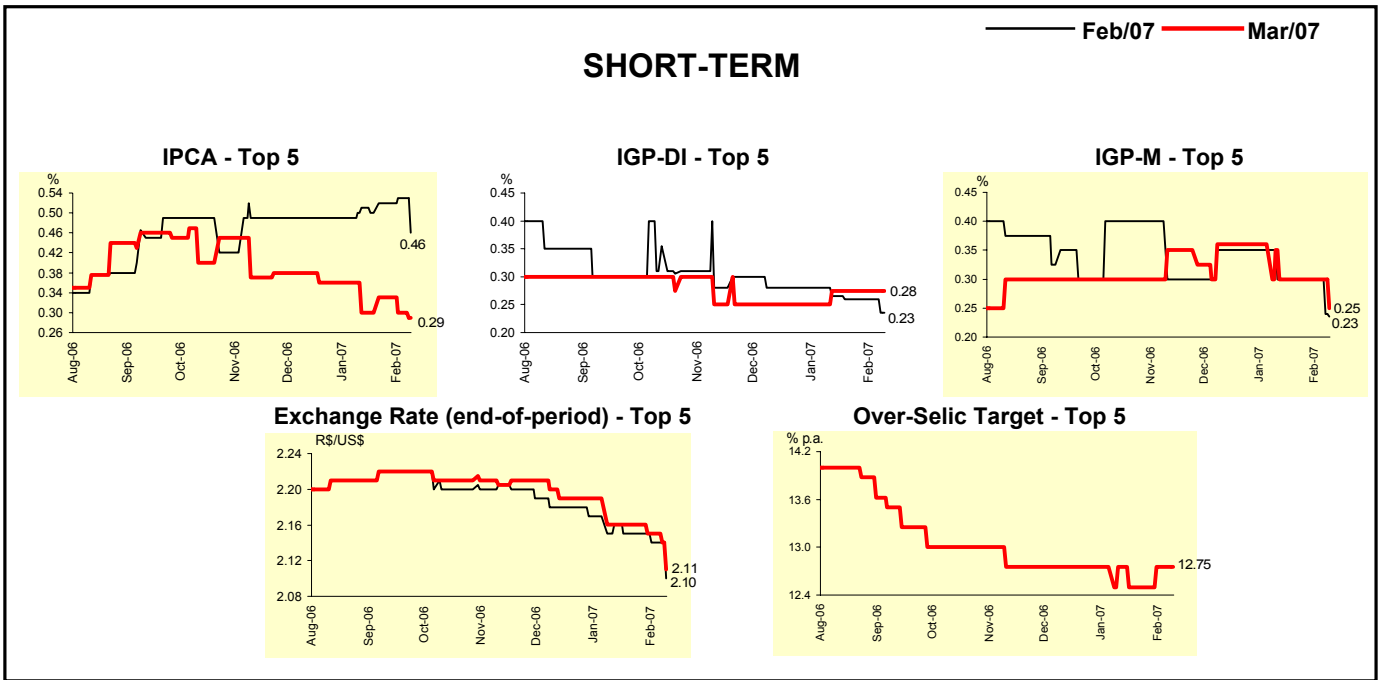 Feb/07 Mar/07
SHORT-TERM
IPCA - Top 5
%
0.54
0.50
0.46
0.42
0.38
0.34
0.30
0.26
0.46
0.29
Aug-06 Sep-06 Oct-06 Nov-06 Dec-06 Jan-07 Feb-07
IGP-DI - Top 5
%
0.45
0.40
0.35
0.30
0.25
0.20
0.28
0.23
Aug-06 Sep-06 Oct-06 Nov-06 Dec-06 Jan-07 Feb-07
IGP-M - Top 5
%
0.45
0.40
0.35
0.30
0.25
0.20
0.25
0.23
Aug-06 Sep-06 Oct-06 Nov-06 Dec-06 Jan-07 Feb-07
Exchange Rate (end-of-period) - Top 5
R$/US$
2.24
2.20
2.16
2.12
2.08
2.11
2.10
Aug-06 Sep-06 Oct-06 Nov-06 Dec-06 Jan-07 Feb-07
Over-Selic Target - Top 5
% p.a.
14.2
13.6
13.0
12.4
12.75
Aug-06 Sep-06 Oct-06 Nov-06 Dec-06 Jan-07 Feb-07